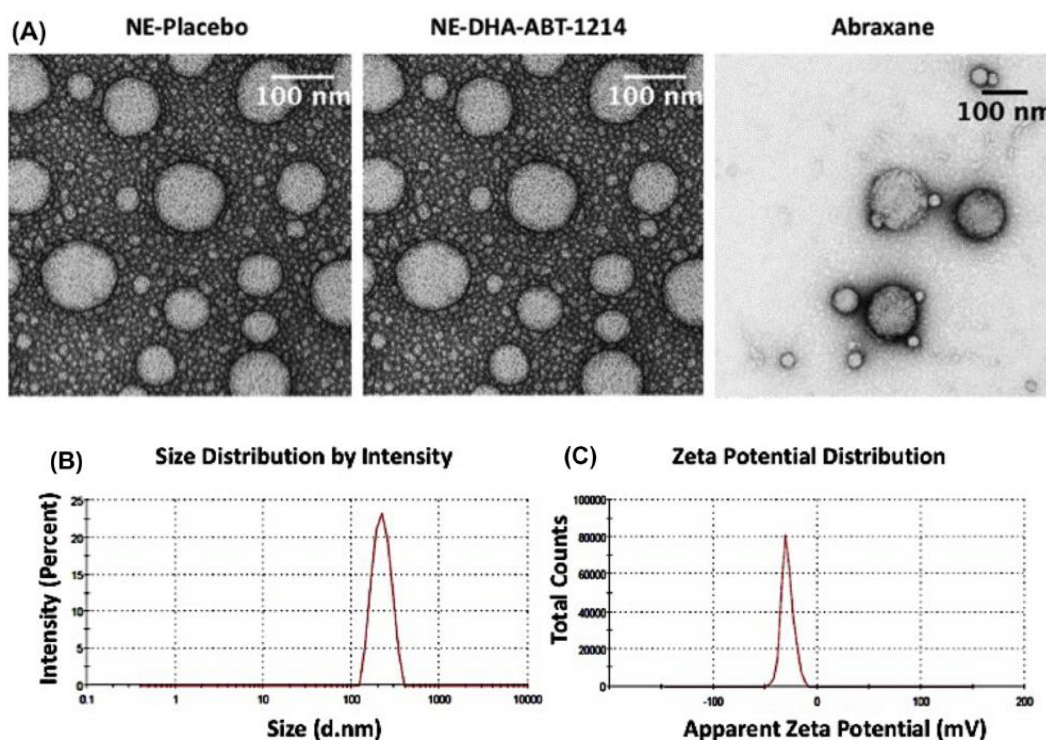 (A) NE-Placebo NE-DHA-ABT-1214 Abraxane
100 nm 100 nm 100 nm
(B) Size Distribution by Intensity
Intensity (Percent)
25
20
15
10
5
0
0.1 1 10 100 1000 10000
Size (d.nm)
(C) Zeta Potential Distribution
Total Counts
100000
80000
60000
40000
20000
0
-100 0 100 200
Apparent Zeta Potential (mV)